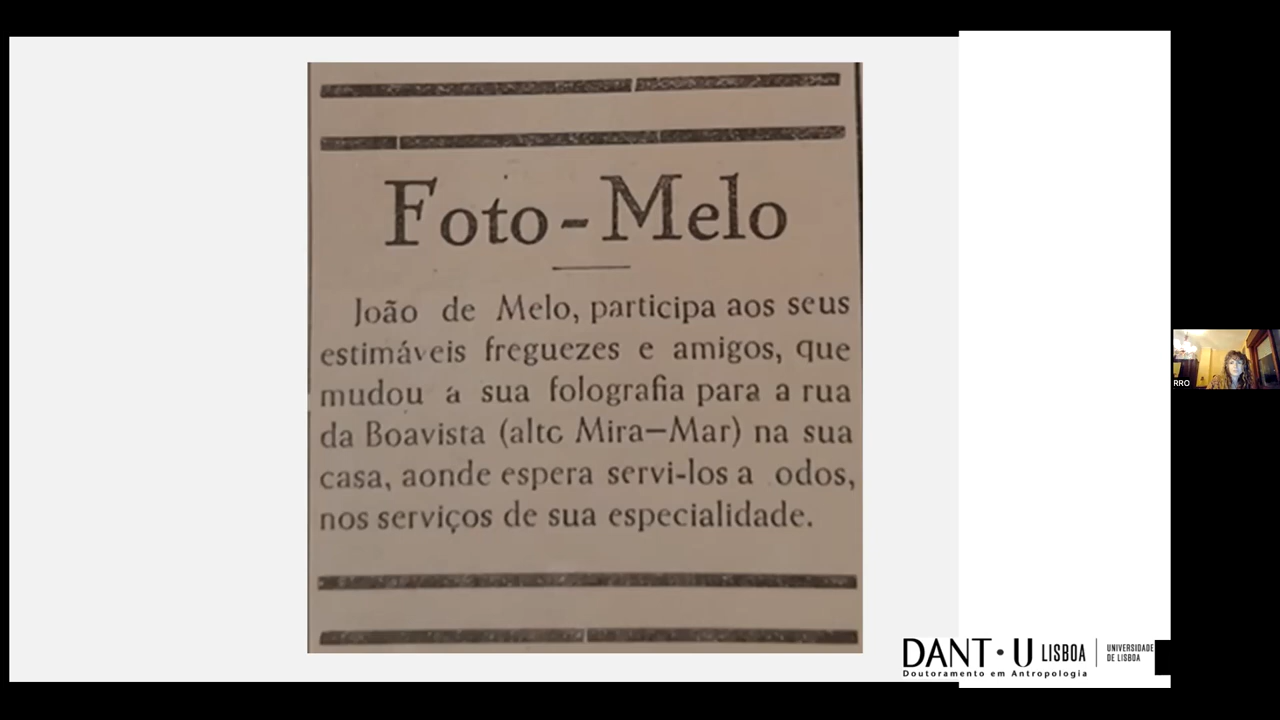 Foto-Melo
João de Melo, participa aos seus
estimáveis freguezes e amigos, que
mudou a sua folografia para a rua
da Boavista (altc Mira—Mar) na sua
casa, aonde espera servi-los a odos,
nos serviços de sua especialidade.
RRO
DANT · U LISBOA | UNIVERSIDADE DE LISBOA
Doutoramento em Antropologia